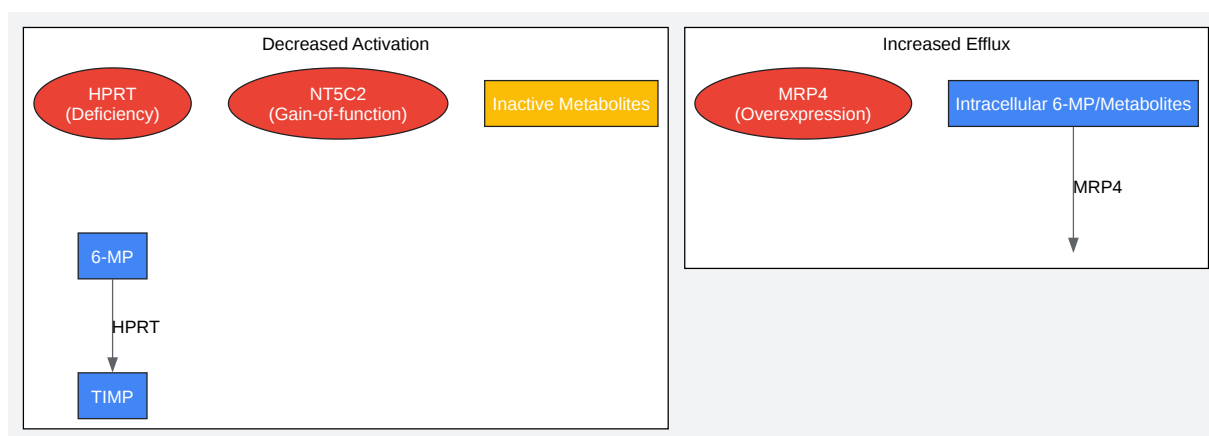 Decreased Activation
HPRT
(Deficiency)
NT5C2
(Gain-of-function)
Inactive Metabolites
6-MP
HPRT
TIMP
Increased Efflux
MRP4
(Overexpression)
Intracellular 6-MP/Metabolites
MRP4